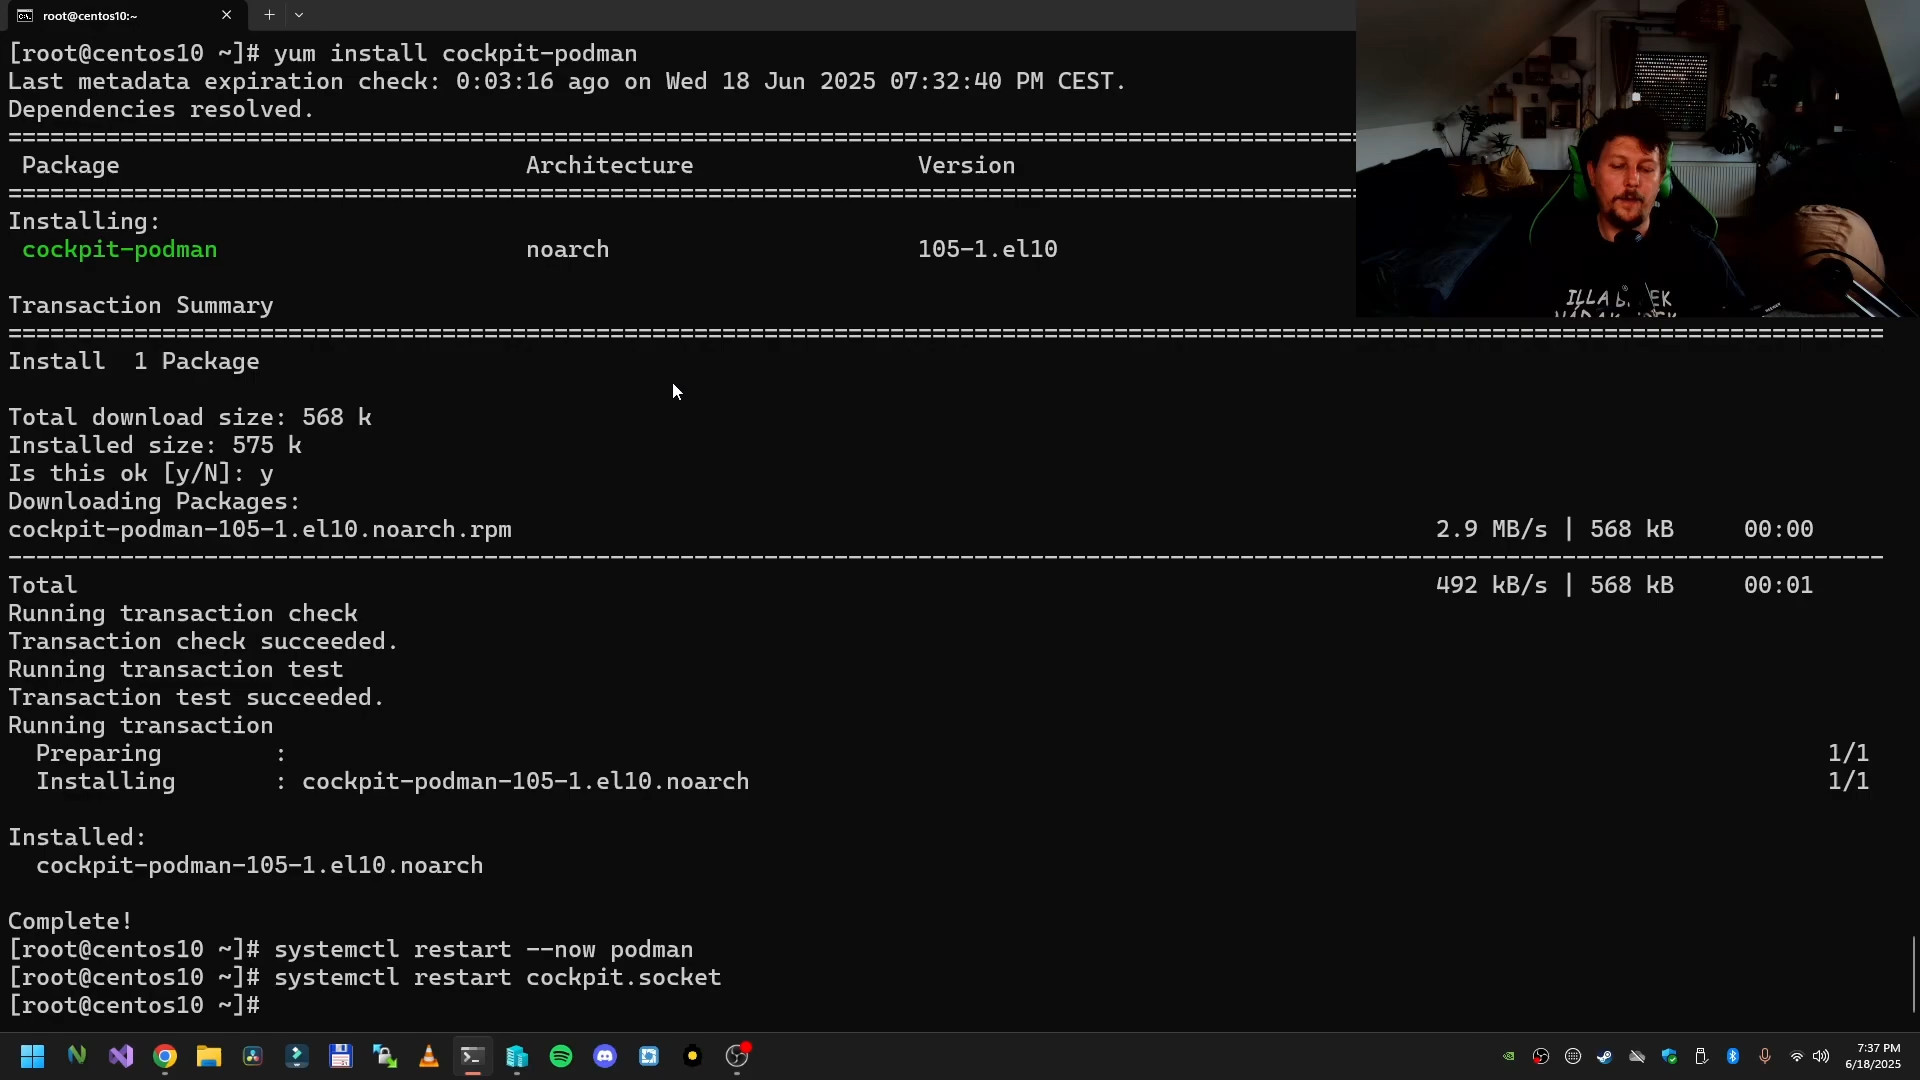 root@centos10:~
[root@centos10 ~]# yum install cockpit-podman
Last metadata expiration check: 0:03:16 ago on Wed 18 Jun 2025 07:32:40 PM CEST.
Dependencies resolved.
Package Architecture Version
Installing:
cockpit-podman noarch 105-1.el10
Transaction Summary
Install 1 Package
Total download size: 568 k
Installed size: 575 k
Is this ok [y/N]: y
Downloading Packages:
cockpit-podman-105-1.el10.noarch.rpm 2.9 MB/s | 568 kB 00:00
Total 492 kB/s | 568 kB 00:01
Running transaction check
Transaction check succeeded.
Running transaction test
Transaction test succeeded.
Running transaction
Preparing : 1/1
Installing : cockpit-podman-105-1.el10.noarch 1/1
Installed:
cockpit-podman-105-1.el10.noarch
Complete!
[root@centos10 ~]# systemctl restart --now podman
[root@centos10 ~]# systemctl restart cockpit.socket
[root@centos10 ~]#
7:37 PM
6/18/2025